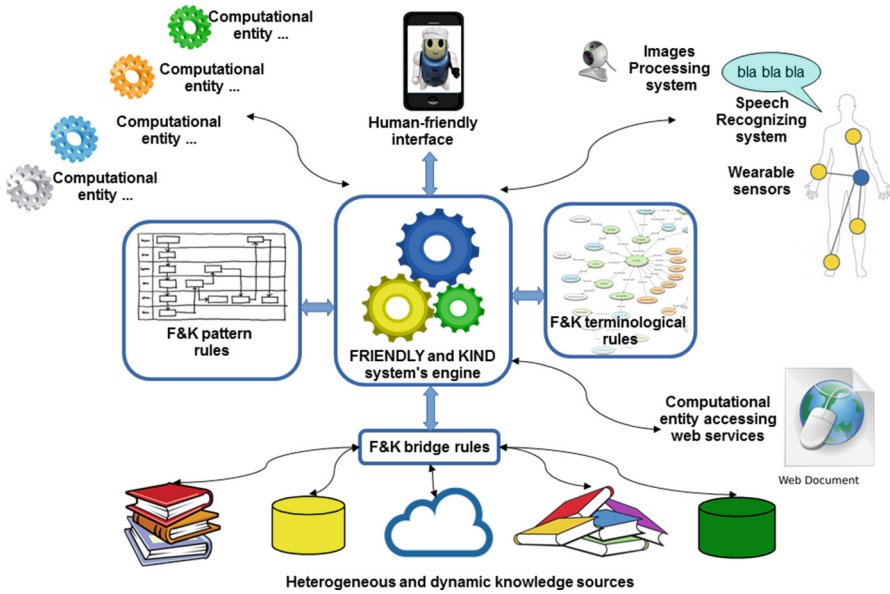 Computational
entity ...
Computational
entity ...
Computational
entity ...
Computational
entity ...
Human-friendly
interface
Images
Processing
system
bla bla bla
Speech
Recognizing
system
Wearable
sensors
F&K pattern
rules
FRIENDLY and KIND
system's engine
F&K terminological
rules
Computational
entity accessing
web services
Web Document
F&K bridge rules
Heterogeneous and dynamic knowledge sources